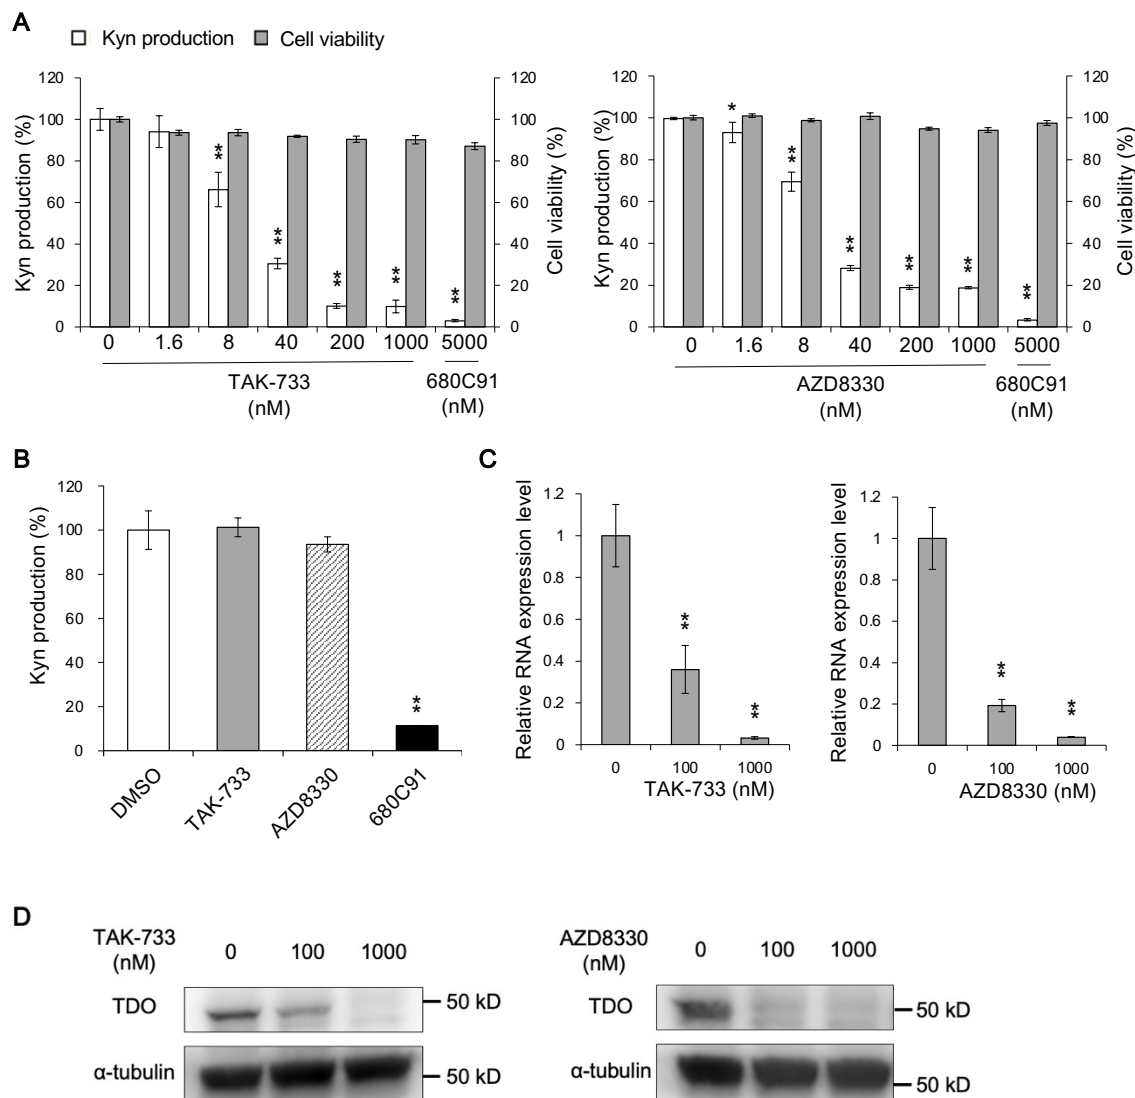 A
Kyn production Cell viability
120
100
80
60
40
20
0
Kyn production (%)
120
100
80
60
40
20
0
Cell viability (%)
**
**
**
**
**
0 1.6 8 40 200 1000 5000
TAK-733 680C91
(nM) (nM)
120
100
80
60
40
20
0
Kyn production (%)
120
100
80
60
40
20
0
Cell viability (%)
*
**
**
**
**
**
0 1.6 8 40 200 1000 5000
AZD8330 680C91
(nM) (nM)
B
120
100
80
60
40
20
0
Kyn production (%)
**
DMSO
TAK-733
AZD8330
680C91
C
1.2
1
0.8
0.6
0.4
0.2
0
Relative RNA expression level
**
**
0 100 1000
TAK-733 (nM)
1.2
1
0.8
0.6
0.4
0.2
0
Relative RNA expression level
**
**
0 100 1000
AZD8330 (nM)
D
TAK-733
(nM)
0 100 1000
TDO
50 kD
α-tubulin
50 kD
AZD8330
(nM)
0 100 1000
TDO
50 kD
α-tubulin
50 kD